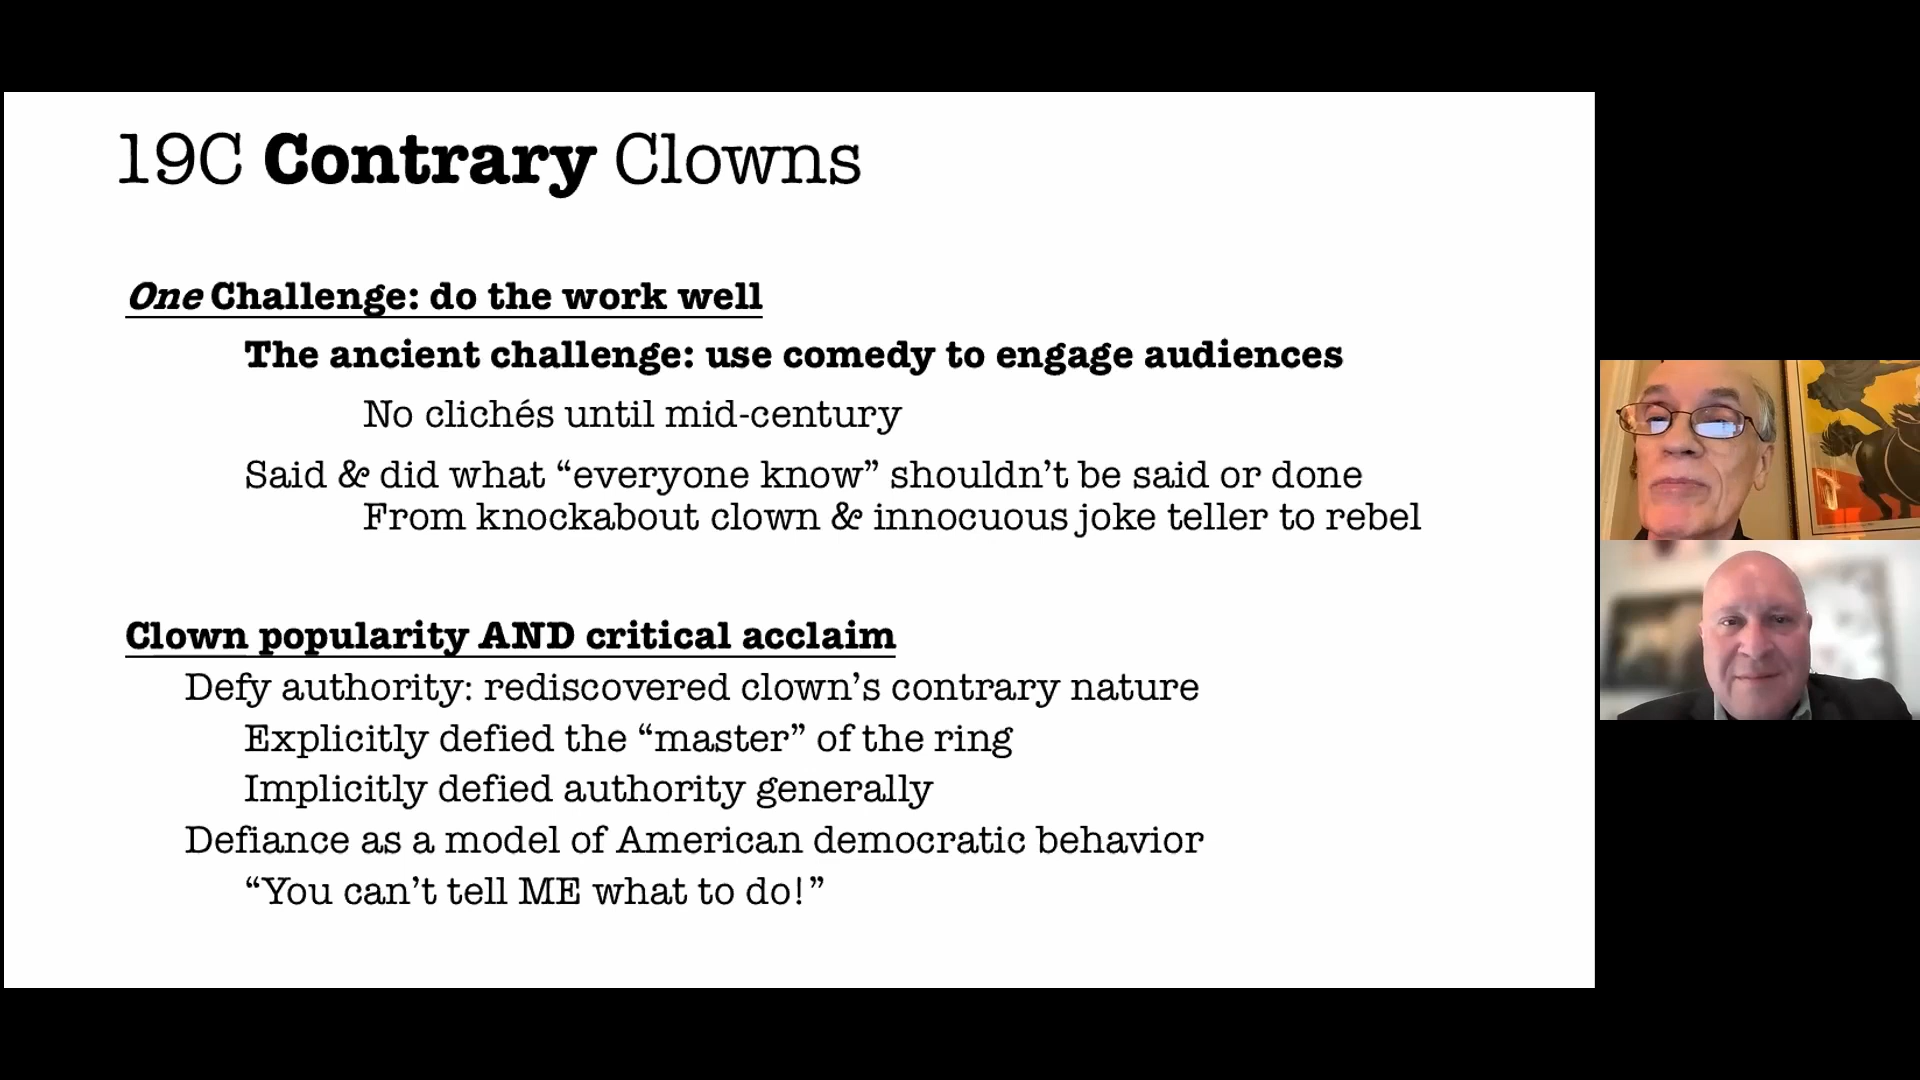 19C Contrary Clowns
One Challenge: do the work well
The ancient challenge: use comedy to engage audiences
No clichés until mid-century
Said & did what “everyone know” shouldn’t be said or done
From knockabout clown & innocuous joke teller to rebel
Clown popularity AND critical acclaim
Defy authority: rediscovered clown’s contrary nature
Explicitly defied the “master” of the ring
Implicitly defied authority generally
Defiance as a model of American democratic behavior
“You can’t tell ME what to do!”